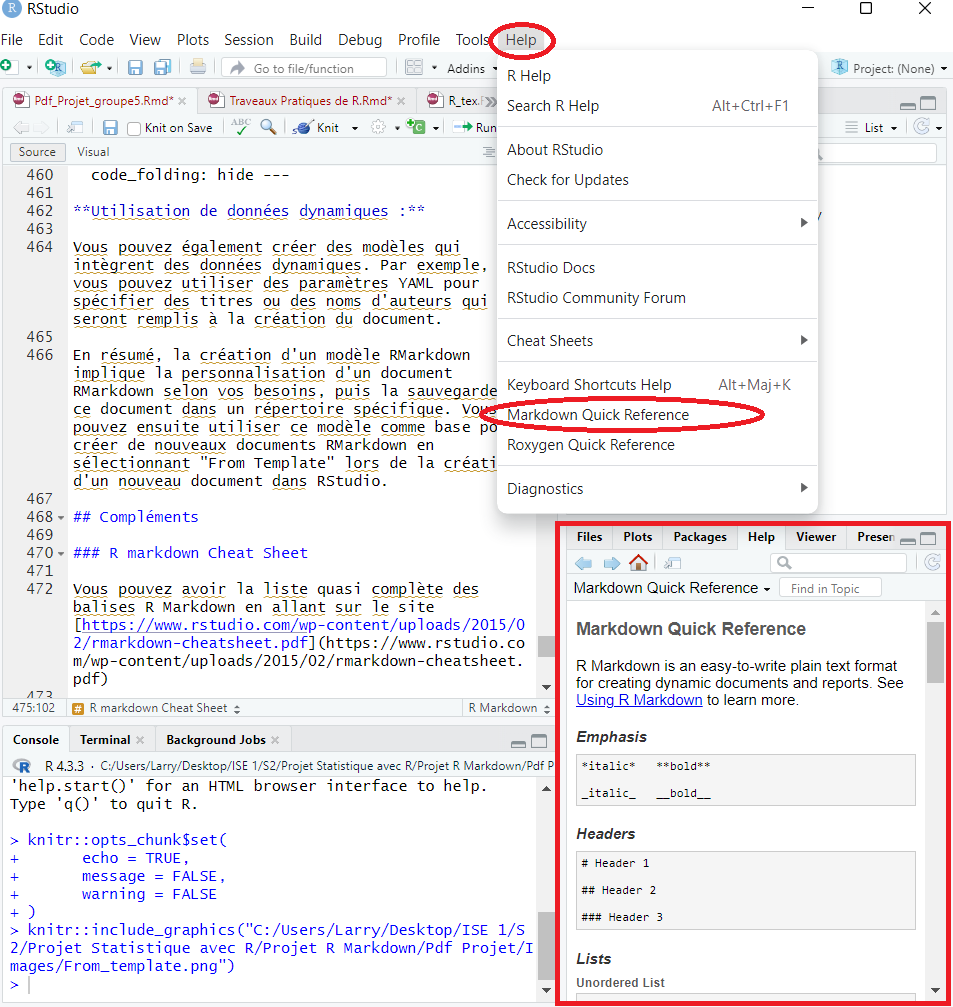 RStudio
File Edit Code View Plots Session Build Debug Profile Tools Help
Go to file/function Addins Project: (None)
R Help
Search R Help Alt+Ctrl+F1
About RStudio
Check for Updates
Accessibility
RStudio Docs
RStudio Community Forum
Cheat Sheets
Keyboard Shortcuts Help Alt+Maj+K
Markdown Quick Reference
Roxygen Quick Reference
Diagnostics
Pdf_Projet_groupe5.Rmd* Traveaux Pratiques de R.Rmd* R_tex.
Knit on Save ABC Knit Run List
Source Visual
460 code_folding: hide ---
461
462 **Utilisation de données dynamiques :**
463
464 Vous pouvez également créer des modèles qui
intègrent des données dynamiques. Par exemple,
vous pouvez utiliser des paramètres YAML pour
spécifier des titres ou des noms d'auteurs qui
seront remplis à la création du document.
465
466 En résumé, la création d'un modèle RMarkdown
implique la personnalisation d'un document
RMarkdown selon vos besoins, puis la sauvegarde
ce document dans un répertoire spécifique. Vous
pouvez ensuite utiliser ce modèle comme base po
créer de nouveaux documents RMarkdown en
sélectionnant "From Template" lors de la créati
d'un nouveau document dans RStudio.
467
468 ## Compléments
469
470 ### R markdown Cheat Sheet
471
472 Vous pouvez avoir la liste quasi complète des
balises R Markdown en allant sur le site
[https://www.rstudio.com/wp-content/uploads/2015/0
2/rmarkdown-cheatsheet.pdf](https://www.rstudio.co
m/wp-content/uploads/2015/02/rmarkdown-cheatsheet.
pdf)
473
475:102 # R markdown Cheat Sheet R Markdown
Console Terminal Background Jobs
R 4.3.3 · C:/Users/Larry/Desktop/ISE 1/S2/Projet Statistique avec R/Projet R Markdown/Pdf P
'help.start()' for an HTML browser interface to help.
Type 'q()' to quit R.
> knitr::opts_chunk$set(
+ echo = TRUE,
+ message = FALSE,
+ warning = FALSE
+ )
> knitr::include_graphics("C:/Users/Larry/Desktop/ISE 1/S
2/Projet Statistique avec R/Projet R Markdown/Pdf Projet/I
mages/From_template.png")
>
Files Plots Packages Help Viewer Presen
Markdown Quick Reference Find in Topic
Markdown Quick Reference
R Markdown is an easy-to-write plain text format
for creating dynamic documents and reports. See
Using R Markdown to learn more.
Emphasis
*italic* **bold**
_italic_ __bold__
Headers
# Header 1
## Header 2
### Header 3
Lists
Unordered List